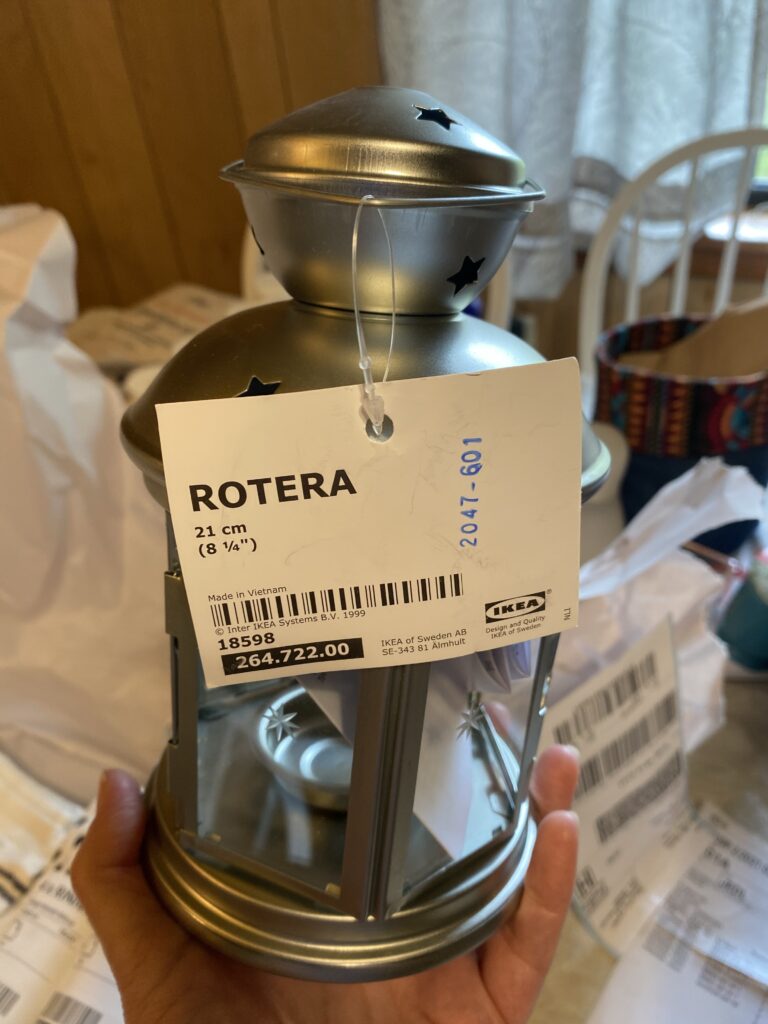 ROTERA
21 cm
(8 ¼")
2047-601
Made in Vietnam
© Inter IKEA Systems B.V. 1999
18598
264.722.00
IKEA of Sweden AB
SE-343 81 Älmhult
IKEA®
Design and Quality
IKEA of Sweden
NLI